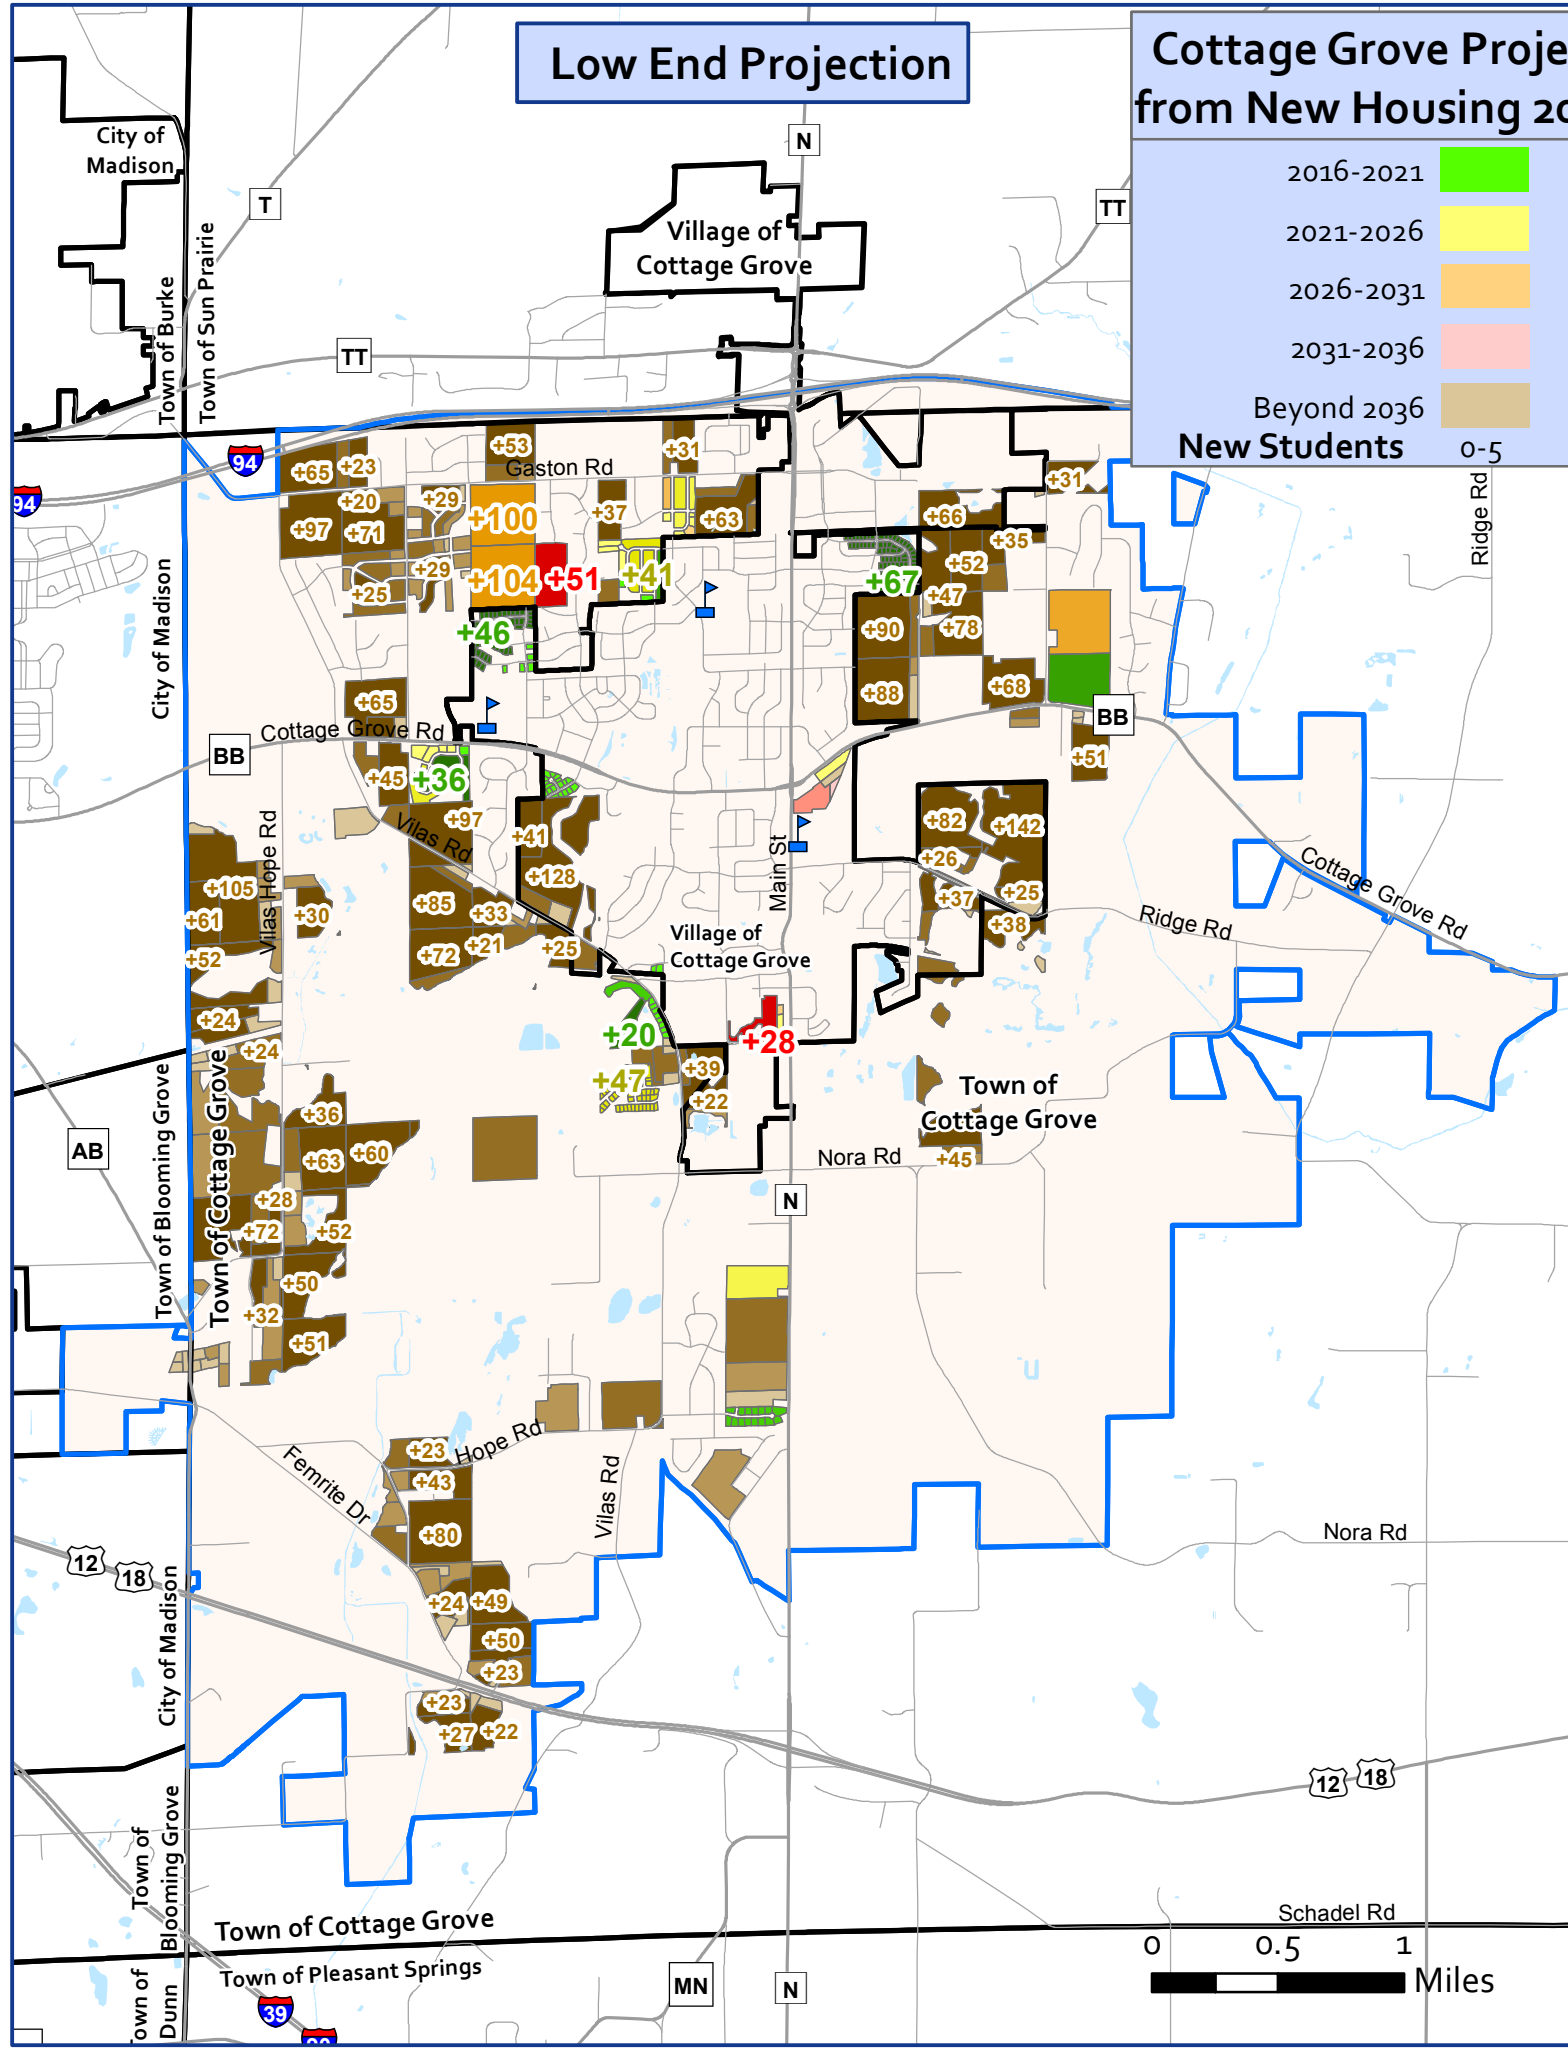 Low End Projection
Cottage Grove Proje
from New Housing 20
2016-2021
2021-2026
2026-2031
2031-2036
Beyond 2036
New Students
0-5
City of
Madison
N
T
TT
Village of
Cottage Grove
Town of Burke
Town of Sun Prairie
TT
94
94
+53
+31
Gaston Rd
+65
+23
+31
Ridge Rd
+20
+29
+97
+71
+100
+37
+63
+66
+35
+29
+104
+51
+41
+67
+52
+25
+47
+46
+90
+78
City of Madison
+65
+88
+68
Cottage Grove Rd
BB
BB
+45
+36
+51
+97
Vilas Rd
+41
+82
+142
Vilas Hope Rd
Main St
+26
+128
+105
+25
+85
+37
+61
+30
+33
+38
Ridge Rd
Cottage Grove Rd
+52
+72
+21
+25
Village of
Cottage Grove
+24
+20
+28
+24
+39
+47
+22
Town of
Cottage Grove
+36
AB
Town of Blooming Grove
Town of Cottage Grove
+63
+60
Nora Rd
+45
+28
N
+72
+52
+50
+32
+51
+23
Hope Rd
+43
Femrite Dr
Vilas Rd
+80
Nora Rd
12
18
+24
+49
City of Madison
+50
+23
+23
+27
+22
12
18
Town of
Blooming Grove
Town of Cottage Grove
Schadel Rd
0
0.5
1
Miles
Town of Pleasant Springs
MN
N
own of
Dunn
39